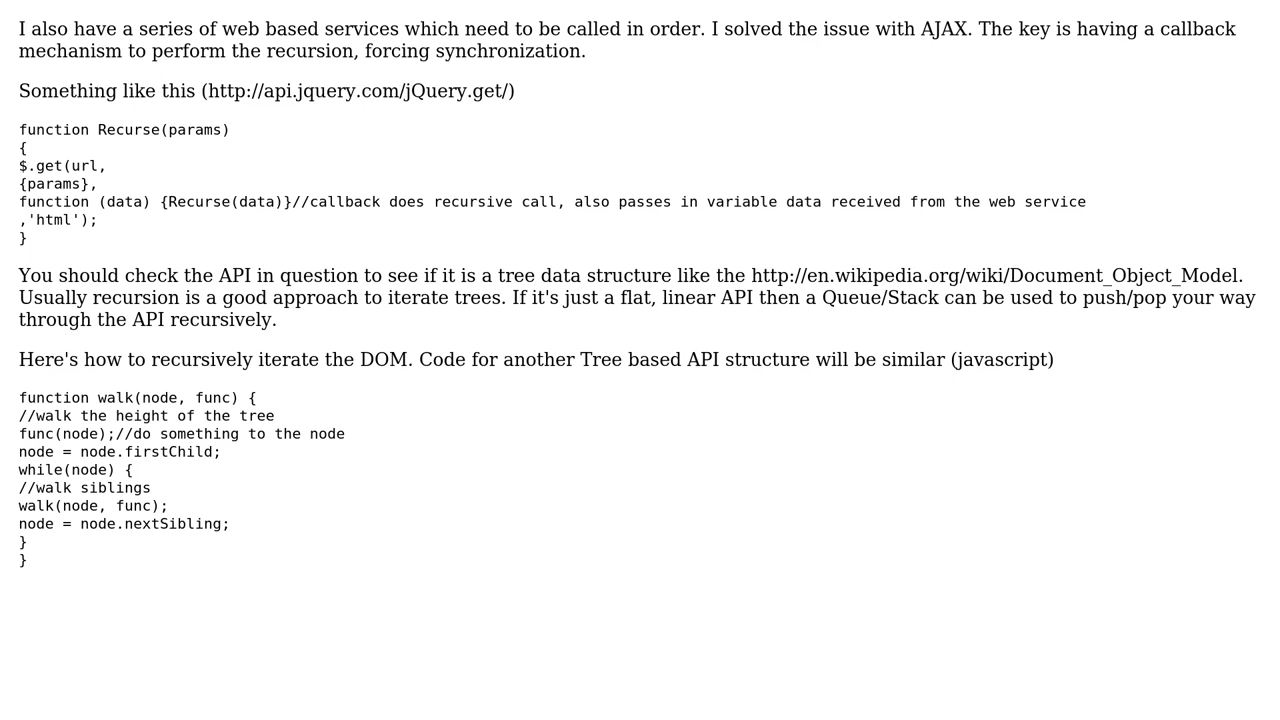 I also have a series of web based services which need to be called in order. I solved the issue with AJAX. The key is having a callback
mechanism to perform the recursion, forcing synchronization.
Something like this (http://api.jquery.com/jQuery.get/)
function Recurse(params)
{
$.get(url,
{params},
function (data) {Recurse(data)}//callback does recursive call, also passes in variable data received from the web service
,'html');
}
You should check the API in question to see if it is a tree data structure like the http://en.wikipedia.org/wiki/Document_Object_Model.
Usually recursion is a good approach to iterate trees. If it's just a flat, linear API then a Queue/Stack can be used to push/pop your way
through the API recursively.
Here's how to recursively iterate the DOM. Code for another Tree based API structure will be similar (javascript)
function walk(node, func) {
//walk the height of the tree
func(node);//do something to the node
node = node.firstChild;
while(node) {
//walk siblings
walk(node, func);
node = node.nextSibling;
}
}